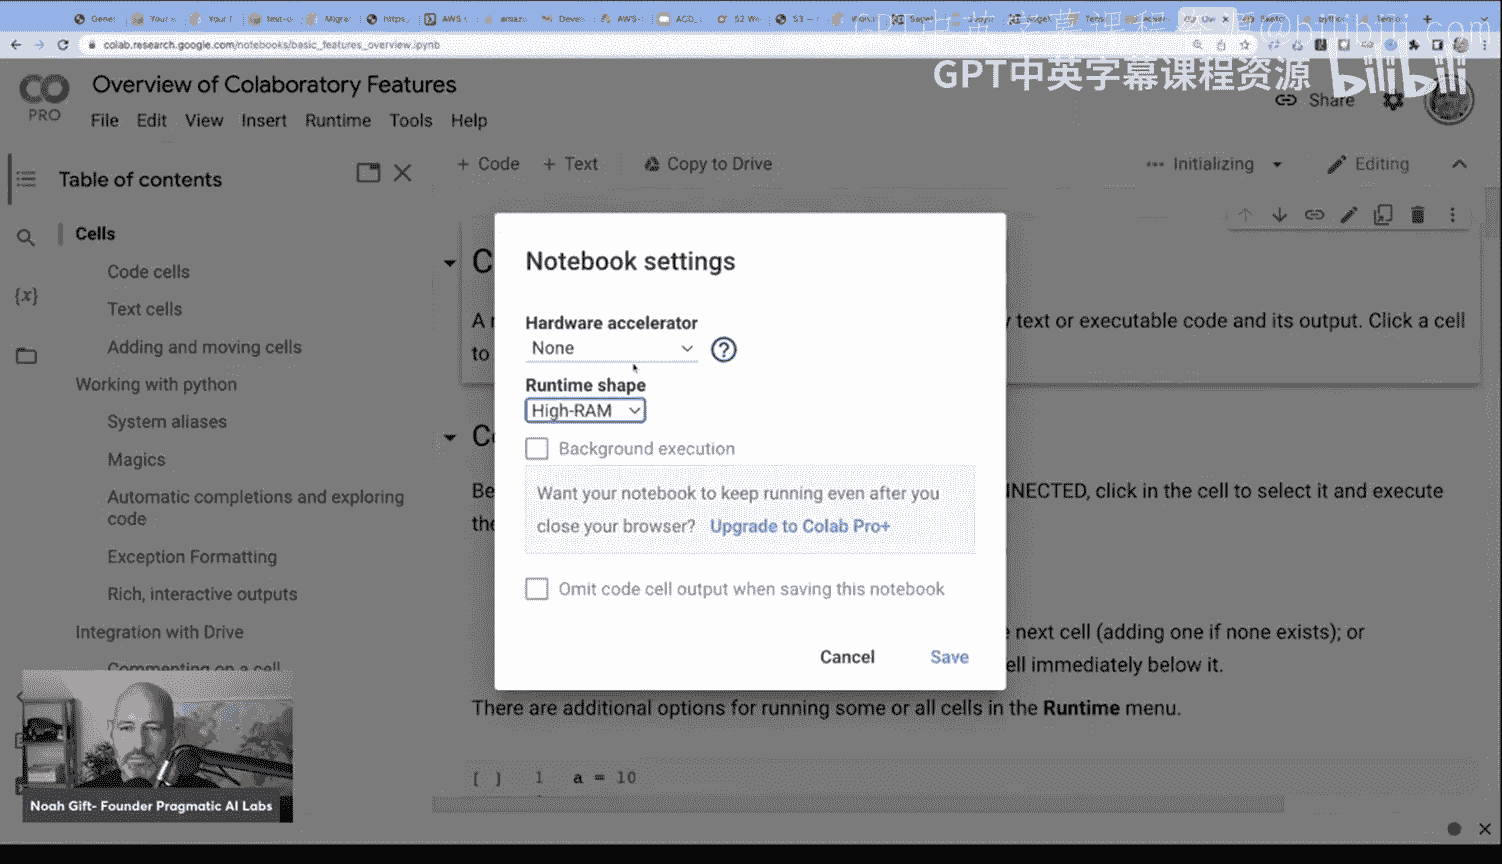 colab.research.google.com/notebooks/basic_features_overview.ipynb
GPT中英字幕课程资源 bilibili
CO
PRO
Overview of Colaboratory Features
File Edit View Insert Runtime Tools Help
Share
Table of contents
+ Code + Text Copy to Drive
Initializing
Editing
Cells
Code cells
Text cells
Adding and moving cells
Working with python
System aliases
Magics
Automatic completions and exploring
code
Exception Formatting
Rich, interactive outputs
Integration with Drive
Commenting on a cell
{x}
Notebook settings
Hardware accelerator
None
?
Runtime shape
High-RAM
Background execution
Want your notebook to keep running even after you
close your browser? Upgrade to Colab Pro+
Omit code cell output when saving this notebook
Cancel Save
text or executable code and its output. Click a cell
to
click in the cell to select it and execute
next cell (adding one if none exists); or
immediately below it.
There are additional options for running some or all cells in the Runtime menu.
[ ] 1 a = 10
Noah Gift- Founder Pragmatic AI Labs